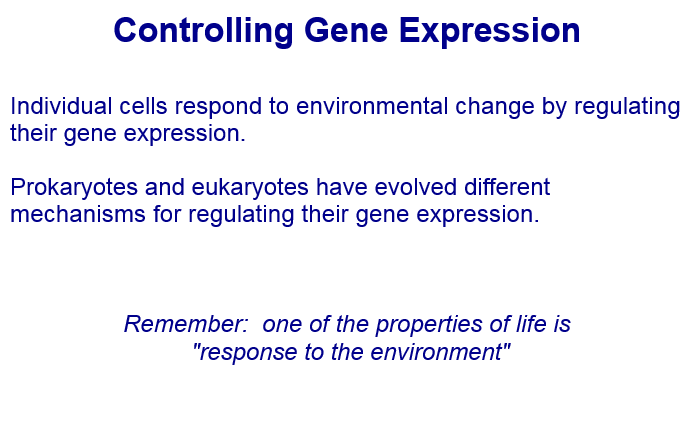 Controlling Gene Expression
Individual cells respond to environmental change by regulating
their gene expression.
Prokaryotes and eukaryotes have evolved different
mechanisms for regulating their gene expression.
Remember:  one of the properties of life is
"response to the environment"